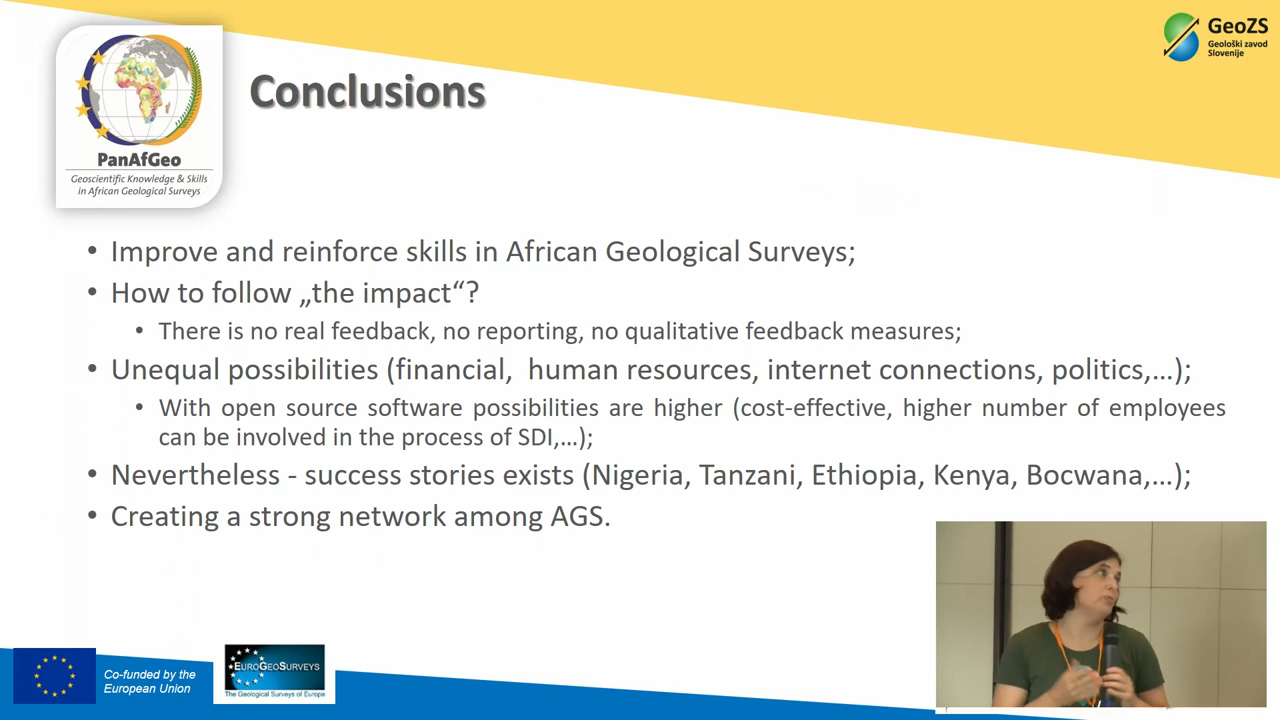 GeoZS
Geološki zavod
Slovenije
Conclusions
PanAfGeo
Geoscientific Knowledge & Skills
in African Geological Surveys
• Improve and reinforce skills in African Geological Surveys;
• How to follow „the impact“?
• There is no real feedback, no reporting, no qualitative feedback measures;
• Unequal possibilities (financial, human resources, internet connections, politics,...);
• With open source software possibilities are higher (cost-effective, higher number of employees
can be involved in the process of SDI,...);
• Nevertheless - success stories exists (Nigeria, Tanzani, Ethiopia, Kenya, Bocwana,...);
• Creating a strong network among AGS.
Co-funded by the
European Union
EuroGeoSurveys
The Geological Surveys of Europe